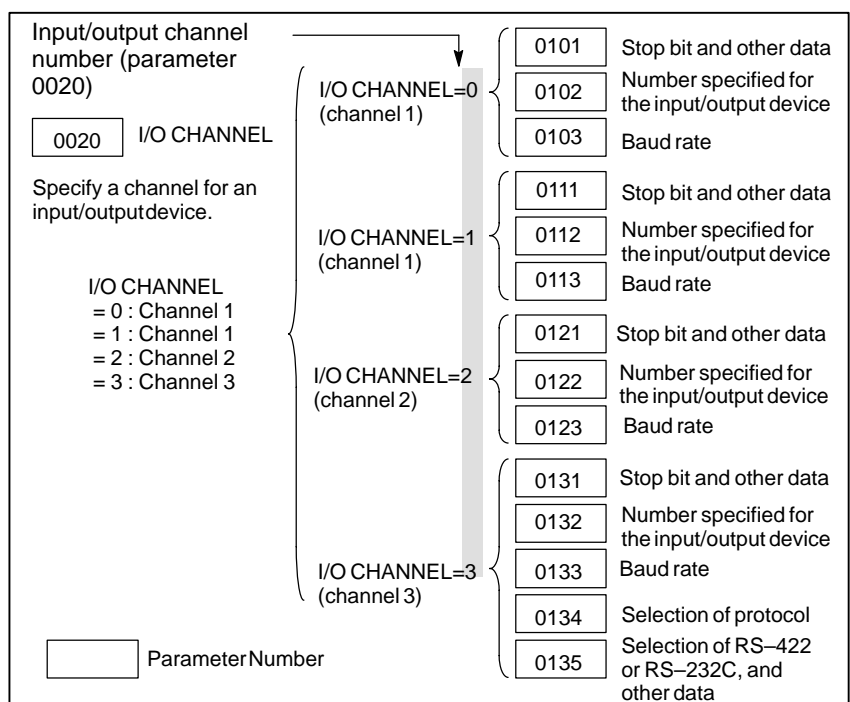 Input/output channel
number (parameter
0020)
0020 I/O CHANNEL
Specify a channel for an
input/output device.
I/O CHANNEL
= 0 : Channel 1
= 1 : Channel 1
= 2 : Channel 2
= 3 : Channel 3
I/O CHANNEL=0
(channel 1)
0101 Stop bit and other data
0102 Number specified for
the input/output device
0103 Baud rate
I/O CHANNEL=1
(channel 1)
0111 Stop bit and other data
0112 Number specified for
the input/output device
0113 Baud rate
I/O CHANNEL=2
(channel 2)
0121 Stop bit and other data
0122 Number specified for
the input/output device
0123 Baud rate
I/O CHANNEL=3
(channel 3)
0131 Stop bit and other data
0132 Number specified for
the input/output device
0133 Baud rate
0134 Selection of protocol
0135 Selection of RS–422
or RS–232C, and
other data
Parameter Number